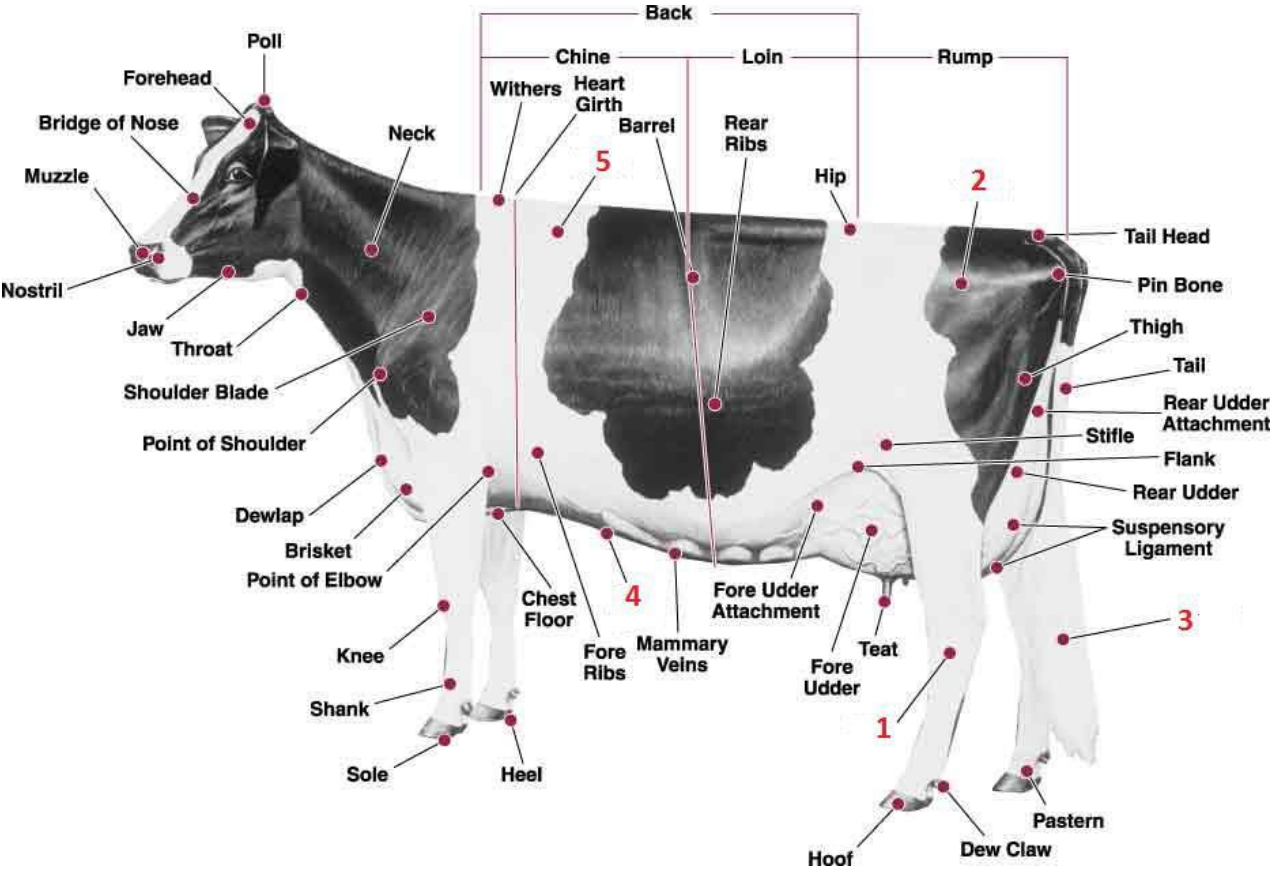 Back
Chine
Loin
Rump
Poll
Forehead
Bridge of Nose
Muzzle
Nostril
Jaw
Throat
Neck
Shoulder Blade
Point of Shoulder
Dewlap
Brisket
Point of Elbow
Knee
Shank
Sole
Heel
Withers
Heart
Girth
5
Barrel
Rear
Ribs
Hip
2
Tail Head
Pin Bone
Thigh
Tail
Rear Udder
Attachment
Stifle
Flank
Rear Udder
Suspensory
Ligament
3
Chest
Floor
Fore
Ribs
4
Mammary
Veins
Fore Udder
Attachment
Fore
Udder
Teat
1
Hoof
Dew Claw
Pastern